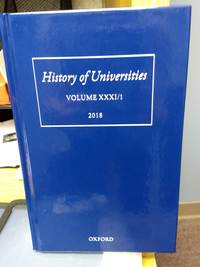 History of Universities
VOLUME XXXI/1
2018
OXFORD